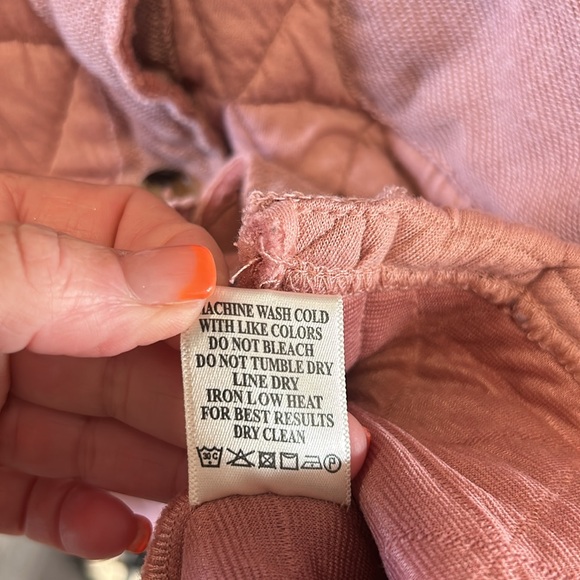 MACHINE WASH COLD
WITH LIKE COLORS
DO NOT BLEACH
DO NOT TUMBLE DRY
LINE DRY
IRON LOW HEAT
FOR BEST RESULTS
DRY CLEAN
30 C P